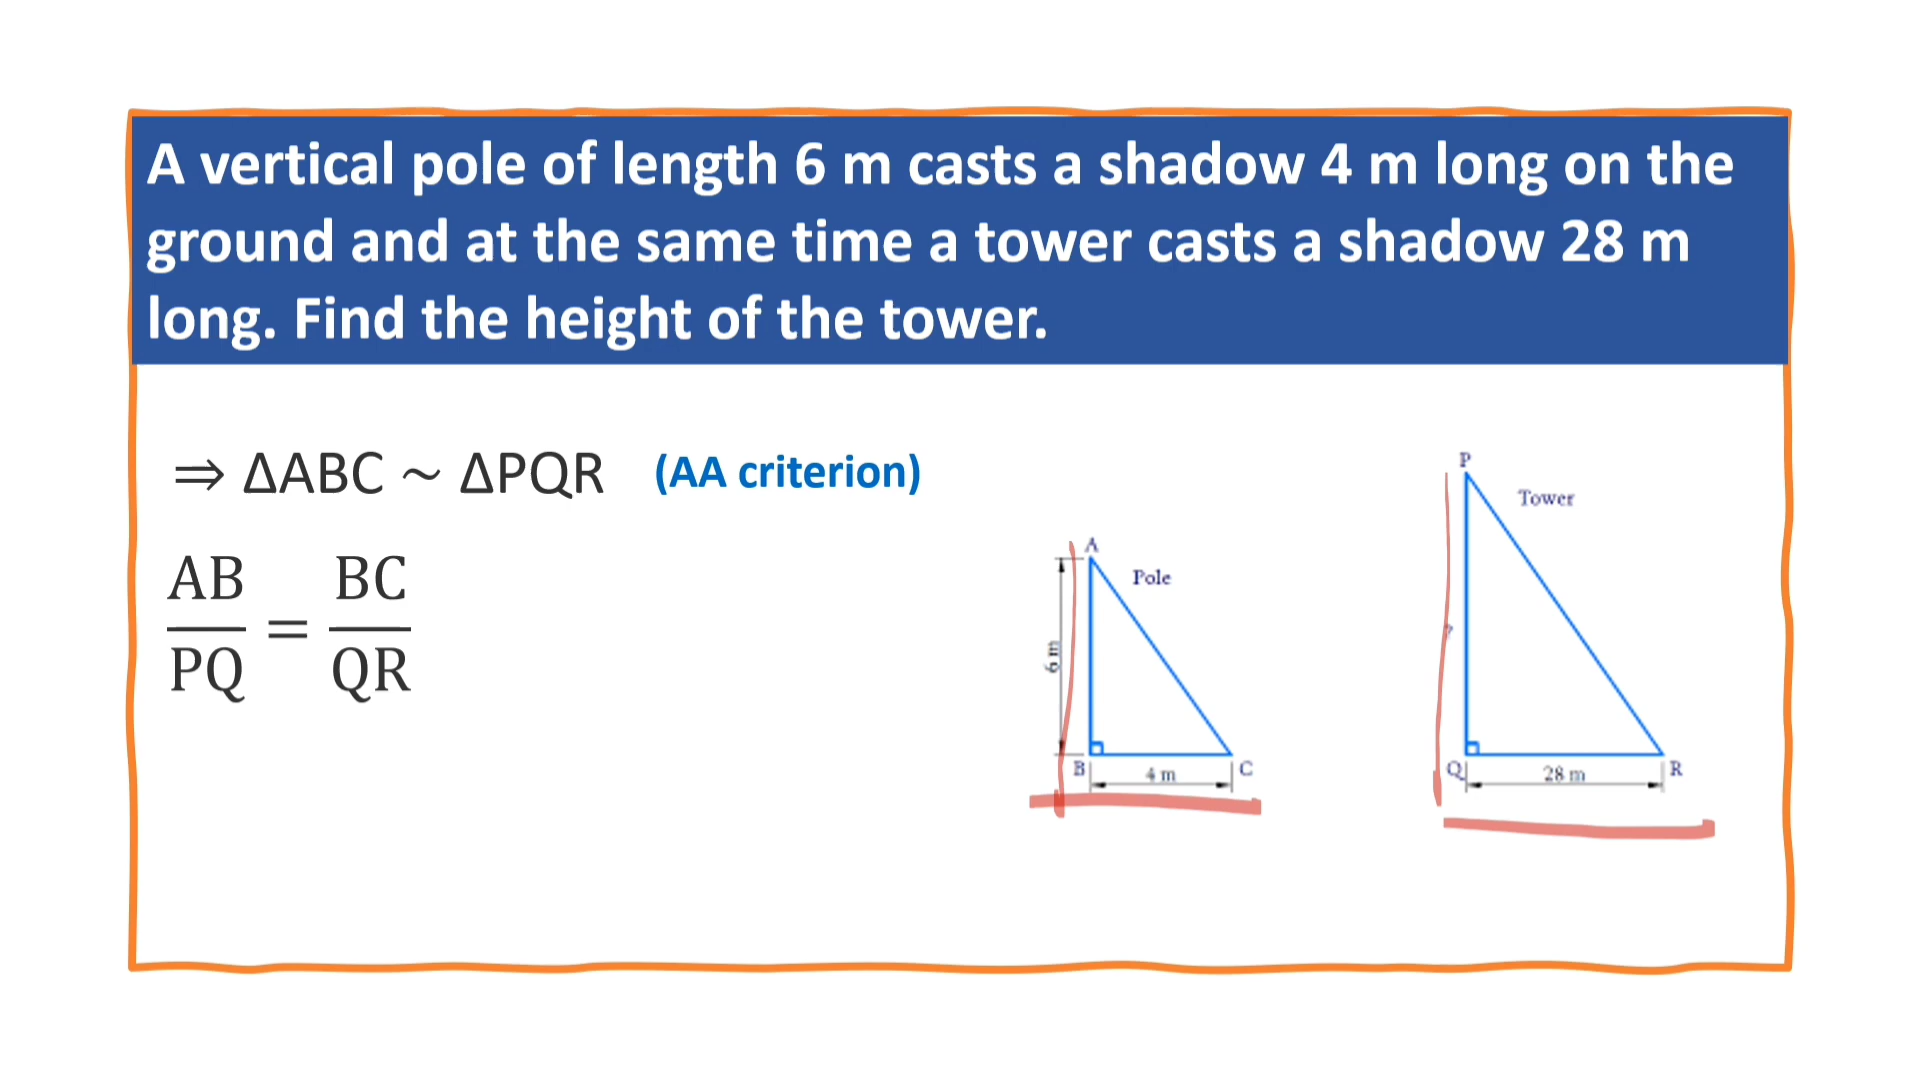 A vertical pole of length 6 m casts a shadow 4 m long on the
ground and at the same time a tower casts a shadow 28 m
long. Find the height of the tower.
⇒ ΔABC ~ ΔPQR (AA criterion)
AB/PQ = BC/QR
A
Pole
6 m
B
4 m
C
P
Tower
?
Q
28 m
R